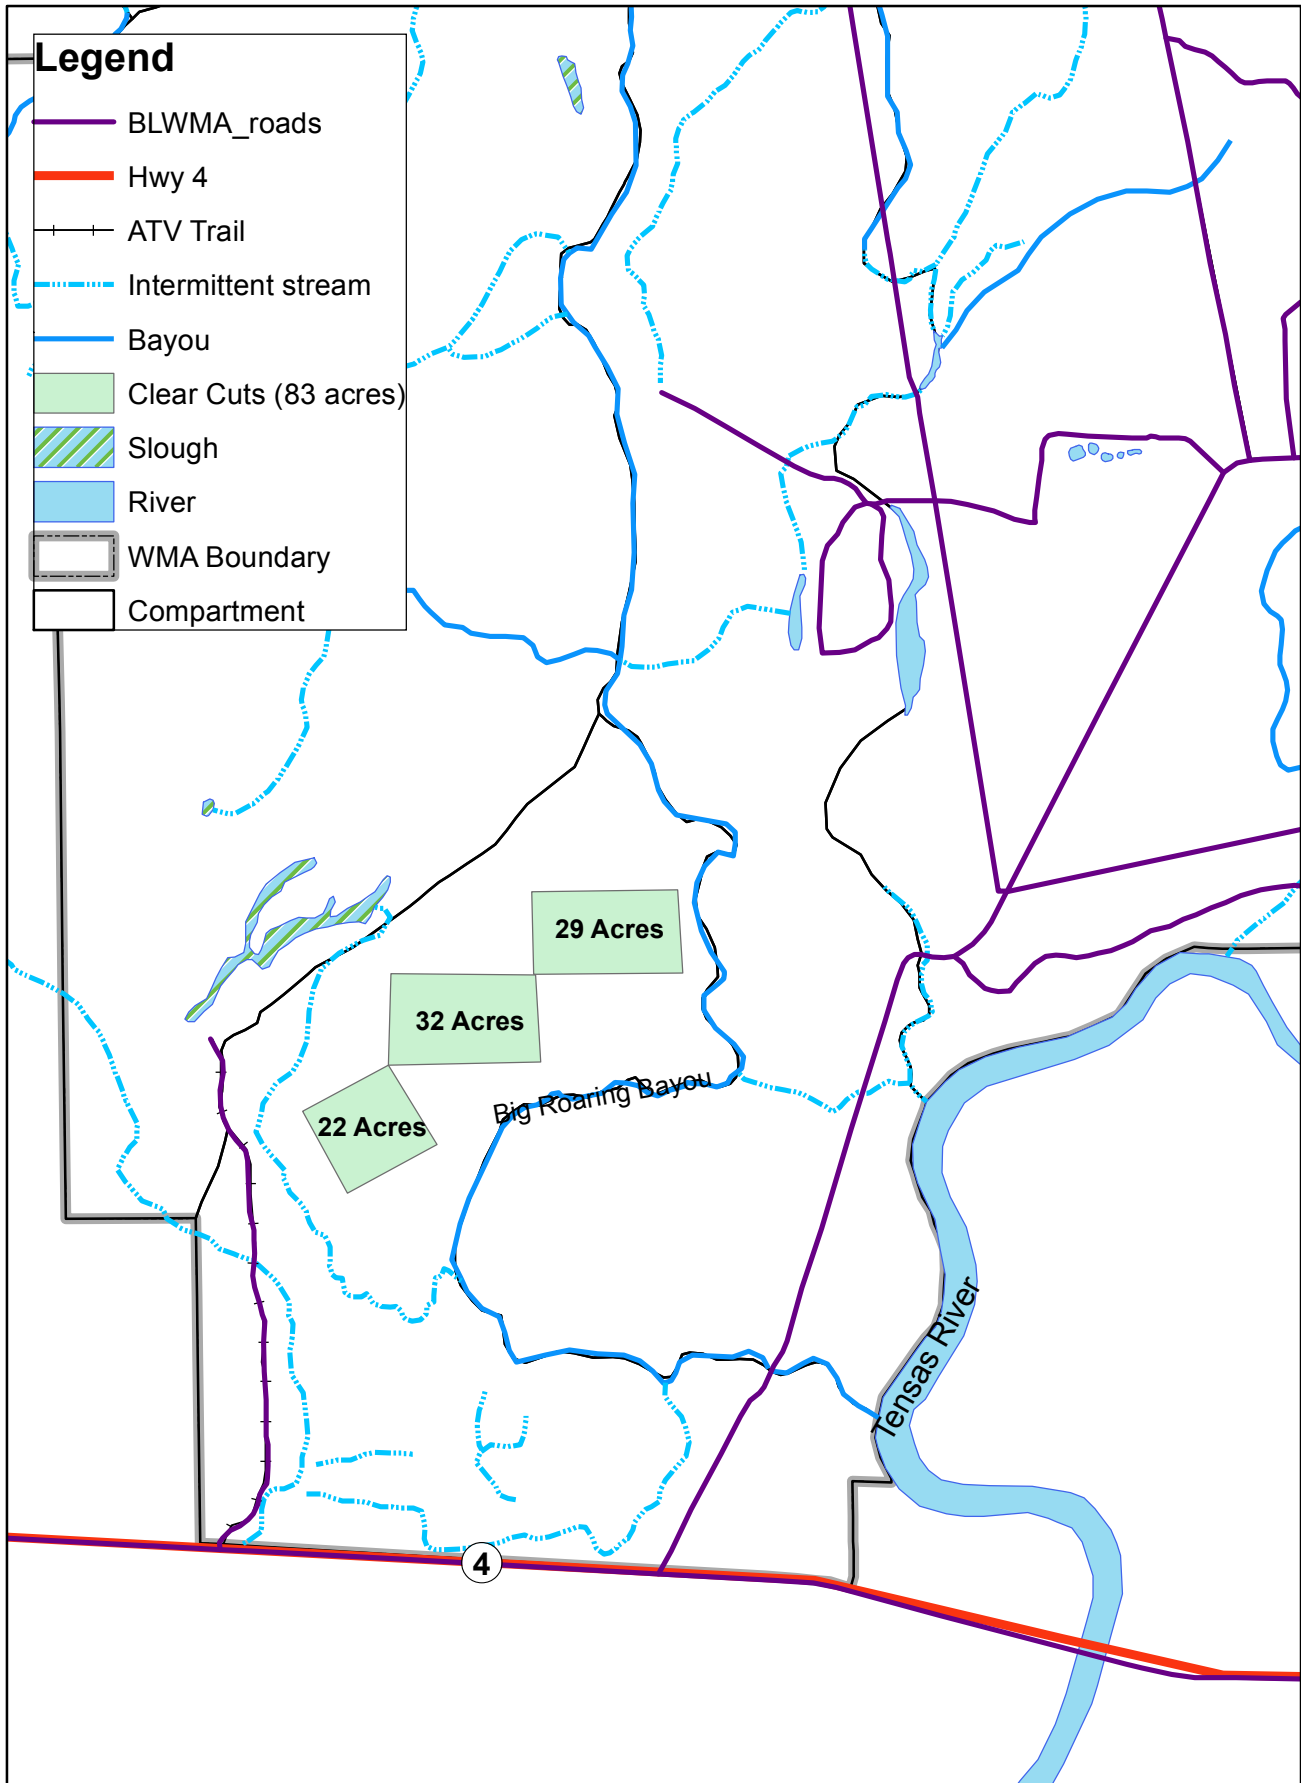 Legend
BLWMA_roads
Hwy 4
ATV Trail
Intermittent stream
Bayou
Clear Cuts (83 acres)
Slough
River
WMA Boundary
Compartment
29 Acres
32 Acres
22 Acres
Big Roaring Bayou
Tensas River
4